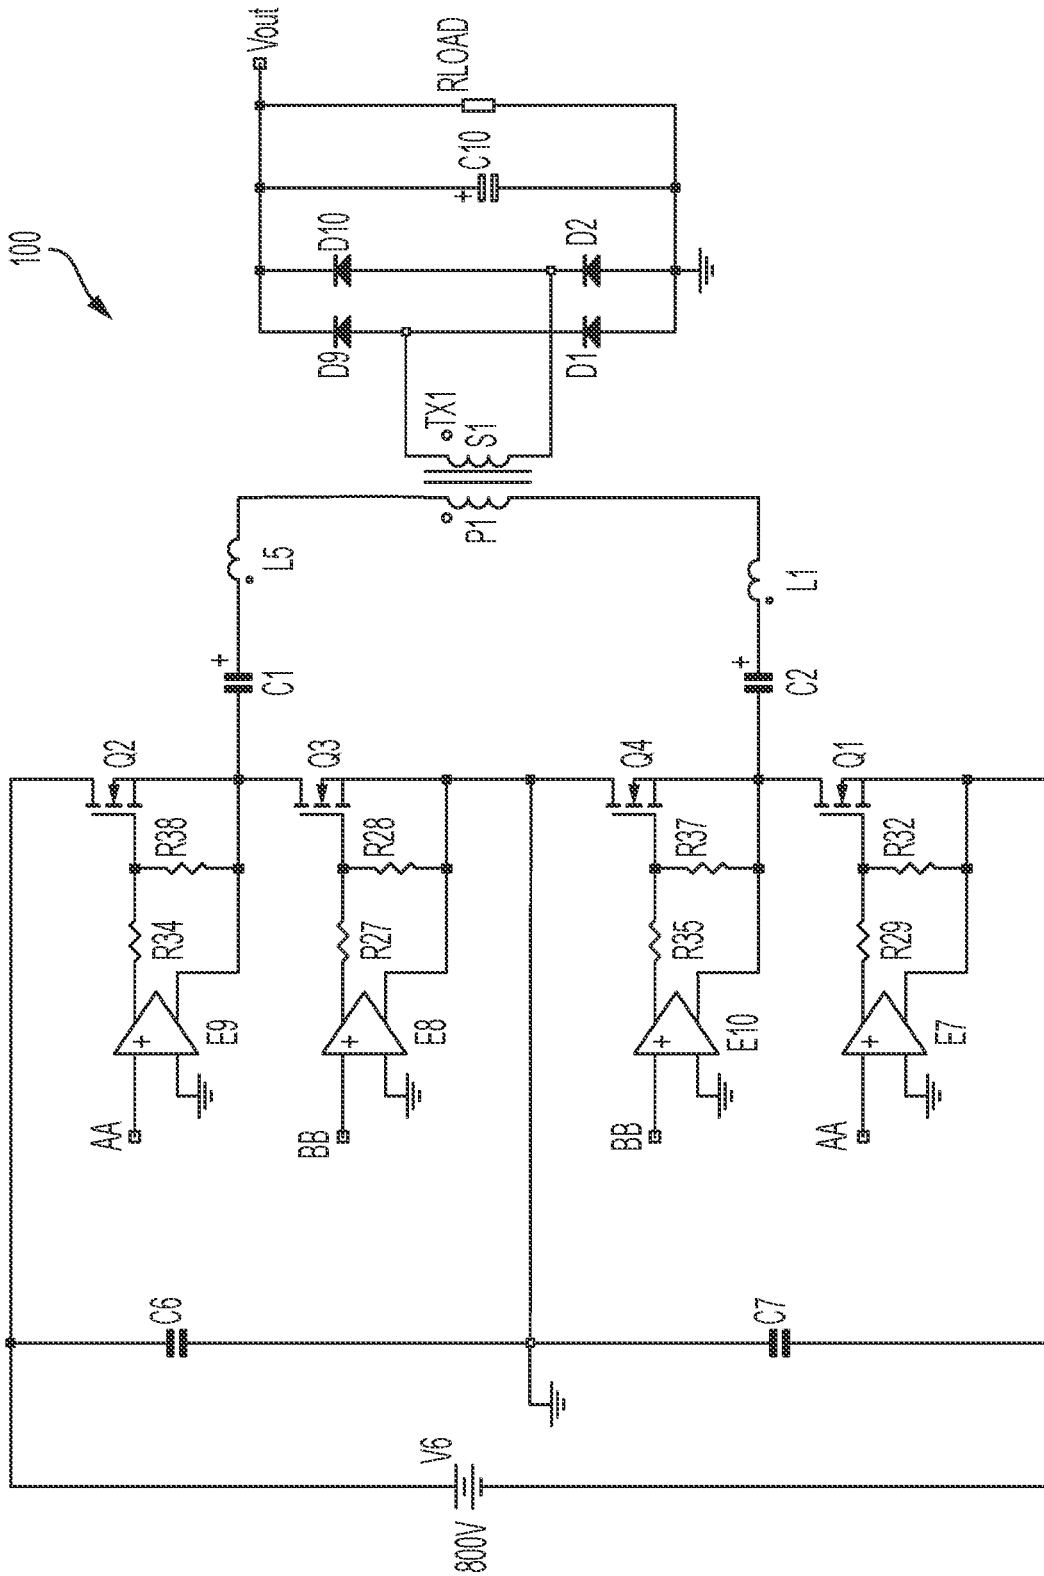 100
Vout
RLOAD
C10
+
D10
D2
D9
D1
TX1
S1
P1
L5
L1
+
C1
+
C2
Q2
Q3
Q4
Q1
R38
R28
R37
R32
R34
R27
R35
R29
+
E9
+
E8
+
E10
+
E7
AA
BB
BB
AA
C6
C7
V6
800V